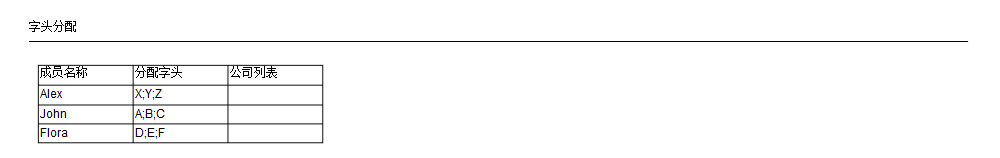 字头分配
成员名称 分配字头 公司列表
Alex X;Y;Z
John A;B;C
Flora D;E;F